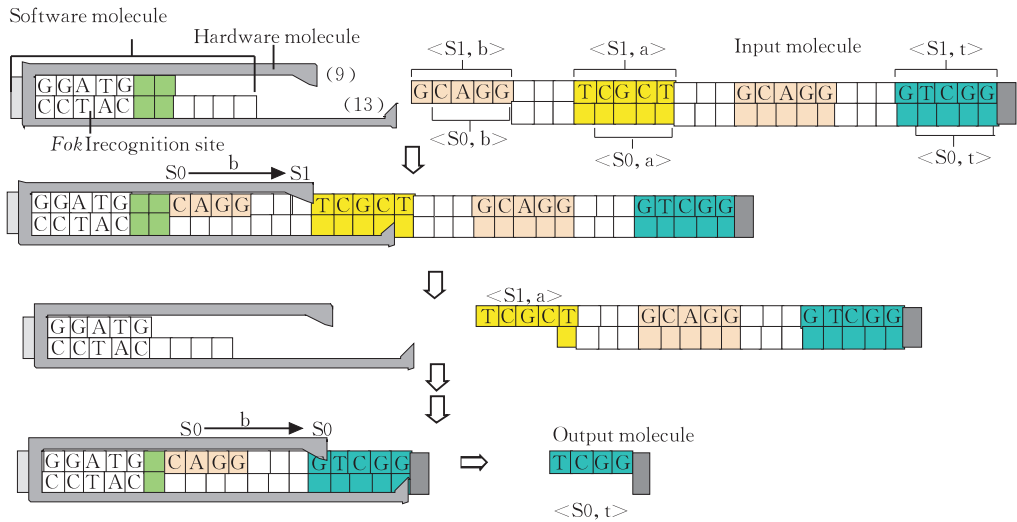 Software molecule
Hardware molecule
<S1, b>
<S1, a>
Input molecule
<S1, t>
(9)
GGATG
GCAGG
TCGCT
GCAGG
GTCGG
CCTAC
(13)
<S0, b>
<S0, a>
<S0, t>
FokIrecognition site
b
S0
S1
GGATG
CAGG
TCGCT
GCAGG
GTCGG
CCTAC
<S1, a>
GGATG
TCGCT
GCAGG
GTCGG
CCTAC
b
S0
S0
Output molecule
GGATG
CAGG
GTCGG
TCGG
CCTAC
<S0, t>